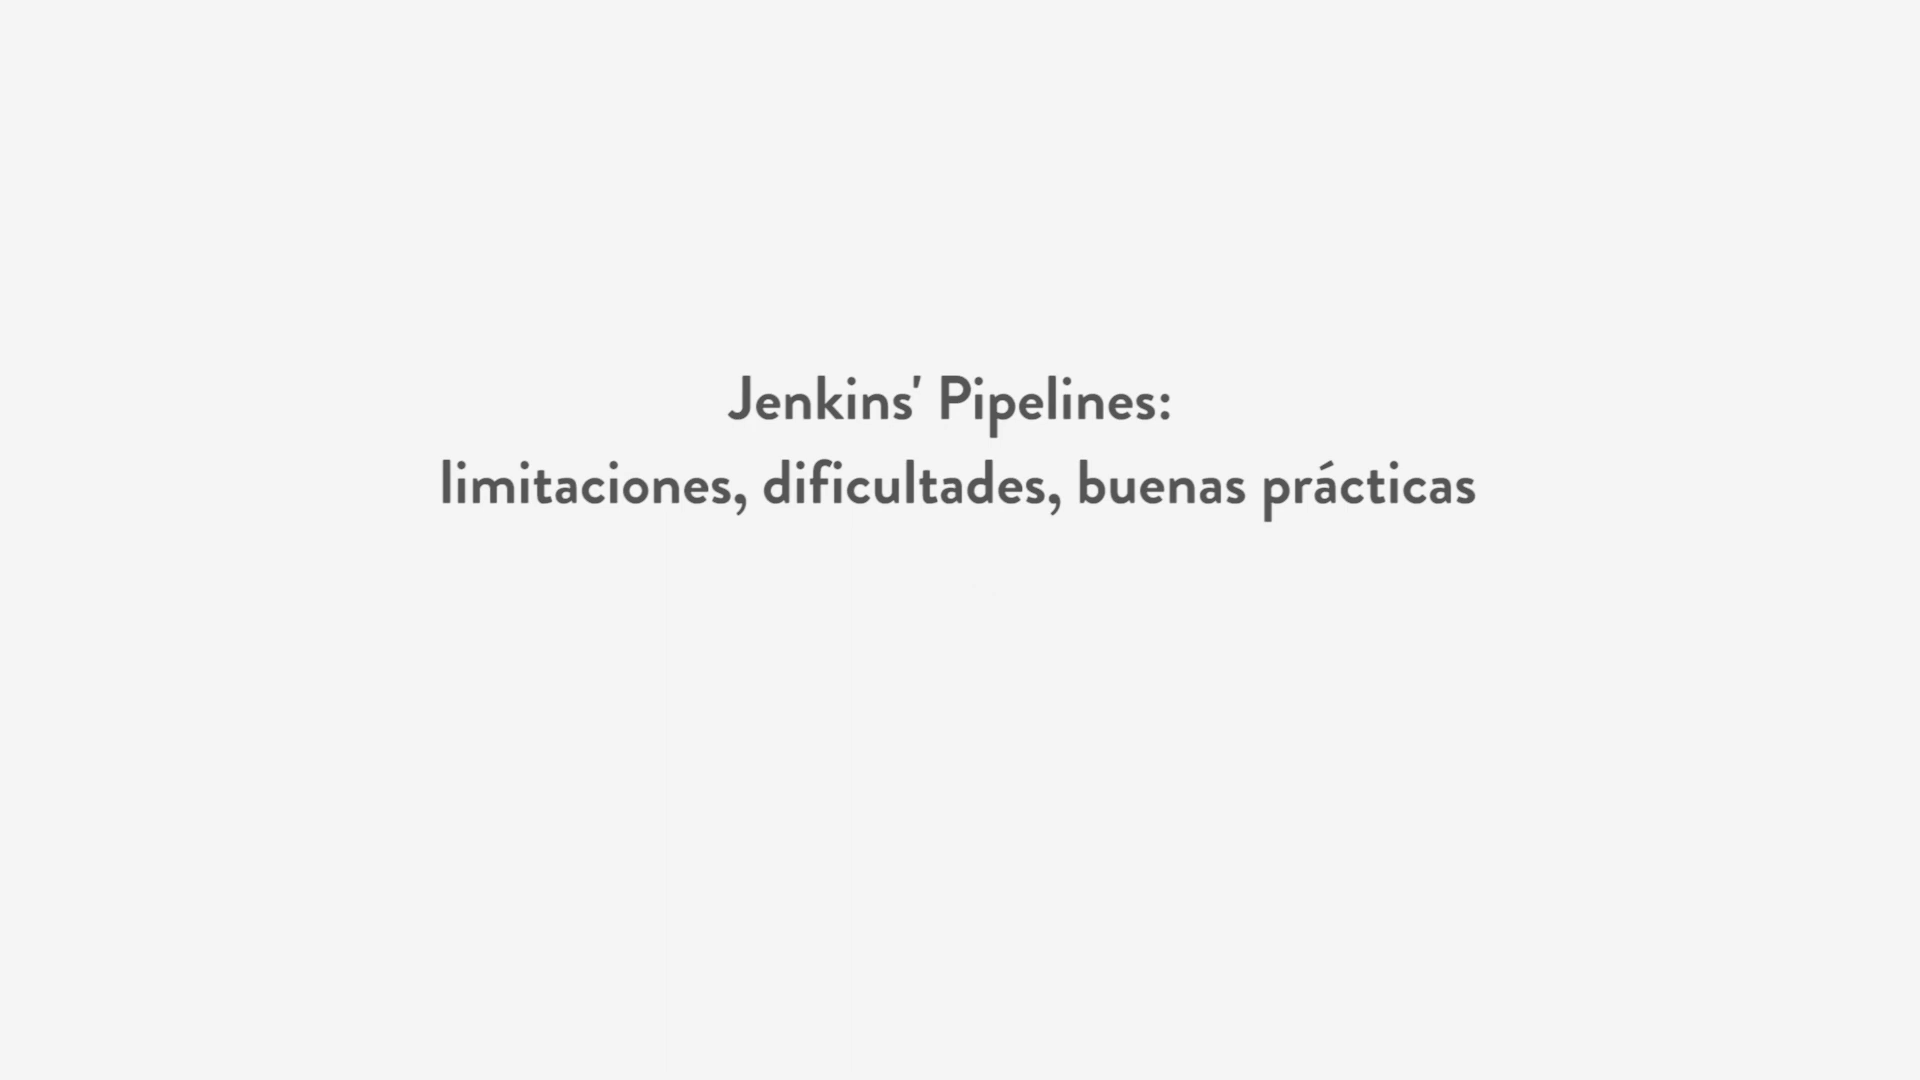 Jenkins' Pipelines:
limitaciones, dificultades, buenas prácticas